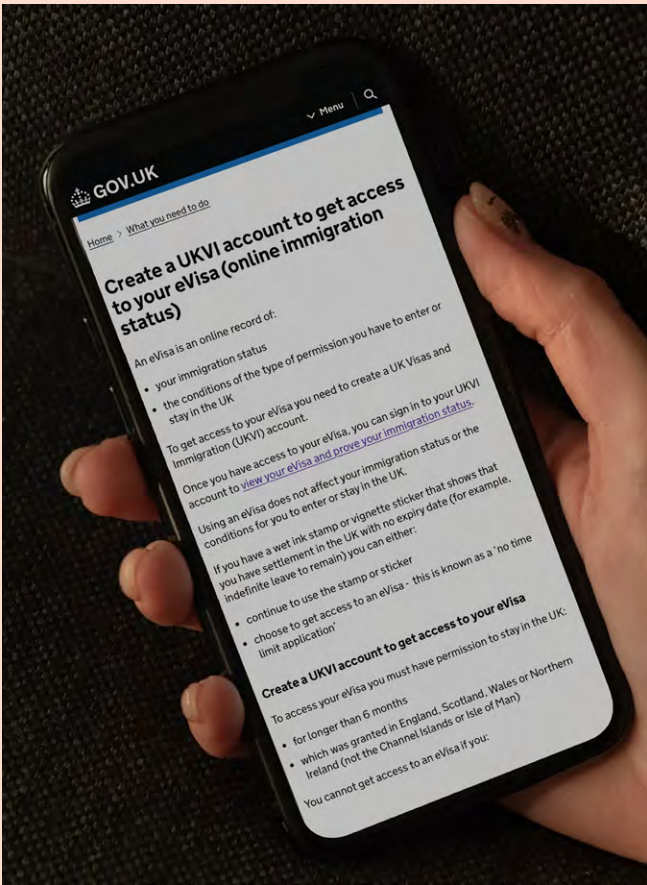 Menu
GOV.UK
Home > What you need to do
Create a UKVI account to get access
to your eVisa (online immigration
status)
An eVisa is an online record of:
• your immigration status
• the conditions of the type of permission you have to enter or
stay in the UK
To get access to your eVisa you need to create a UK Visas and
Immigration (UKVI) account.
Once you have access to your eVisa, you can sign in to your UKVI
account to view your eVisa and prove your immigration status.
Using an eVisa does not affect your immigration status or the
conditions for you to enter or stay in the UK.
If you have a wet ink stamp or vignette sticker that shows that
you have settlement in the UK with no expiry date (for example,
indefinite leave to remain) you can either:
• continue to use the stamp or sticker
• choose to get access to an eVisa - this is known as a 'no time
limit application'
Create a UKVI account to get access to your eVisa
To access your eVisa you must have permission to stay in the UK:
• for longer than 6 months
• which was granted in England, Scotland, Wales or Northern
Ireland (not the Channel Islands or Isle of Man)
You cannot get access to an eVisa if you: